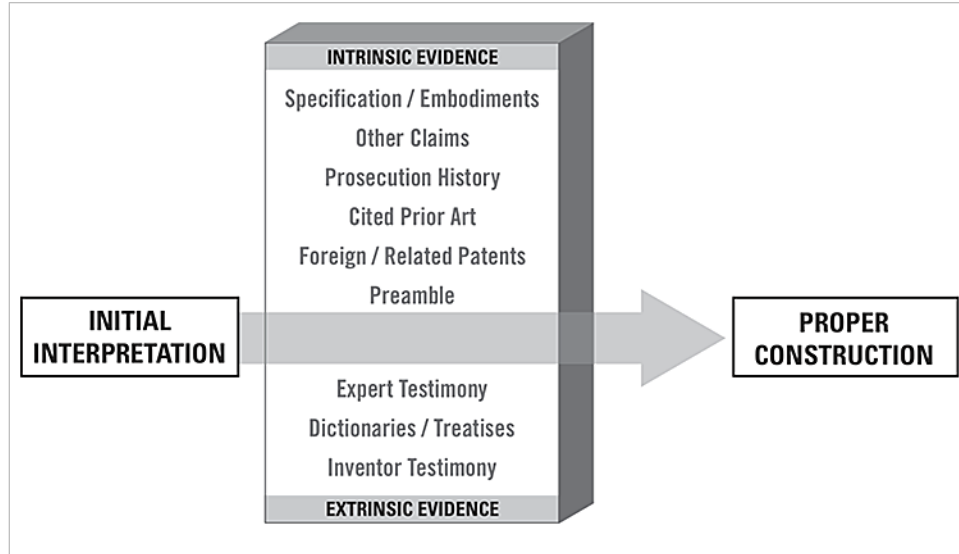 INTRINSIC EVIDENCE
Specification / Embodiments
Other Claims
Prosecution History
Cited Prior Art
Foreign / Related Patents
Preamble
INITIAL
INTERPRETATION
PROPER
CONSTRUCTION
Expert Testimony
Dictionaries / Treatises
Inventor Testimony
EXTRINSIC EVIDENCE